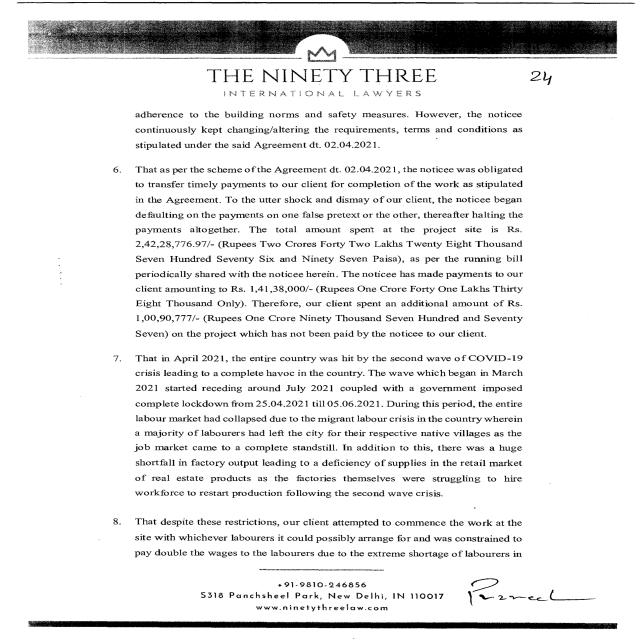 THE NINETY THREE
INTERNATIONAL LAWYERS
24
adherence to the building norms and safety measures. However, the noticee
continuously kept changing/altering the requirements, terms and conditions as
stipulated under the said Agreement dt. 02.04.2021.
6. That as per the scheme of the Agreement dt. 02.04.2021, the noticee was obligated
to transfer timely payments to our client for completion of the work as stipulated
in the Agreement. To the utter shock and dismay of our client, the noticee began
defaulting on the payments on one false pretext or the other, thereafter halting the
payments altogether. The total amount spent at the project site is Rs.
2,42,28,776.97/- (Rupees Two Crores Forty Two Lakhs Twenty Eight Thousand
Seven Hundred Seventy Six and Ninety Seven Paisa), as per the running bill
periodically shared with the noticee herein. The noticee has made payments to our
client amounting to Rs. 1,41,38,000/- (Rupees One Crore Forty One Lakhs Thirty
Eight Thousand Only). Therefore, our client spent an additional amount of Rs.
1,00,90,777/- (Rupees One Crore Ninety Thousand Seven Hundred and Seventy
Seven) on the project which has not been paid by the noticee to our client.
7. That in April 2021, the entire country was hit by the second wave of COVID-19
crisis leading to a complete havoc in the country. The wave which began in March
2021 started receding around July 2021 coupled with a government imposed
complete lockdown from 25.04.2021 till 05.06.2021. During this period, the entire
labour market had collapsed due to the migrant labour crisis in the country wherein
a majority of labourers had left the city for their respective native villages as the
job market came to a complete standstill. In addition to this, there was a huge
shortfall in factory output leading to a deficiency of supplies in the retail market
of real estate products as the factories themselves were struggling to hire
workforce to restart production following the second wave crisis.
8. That despite these restrictions, our client attempted to commence the work at the
site with whichever labourers it could possibly arrange for and was constrained to
pay double the wages to the labourers due to the extreme shortage of labourers in
+91-9810-246856
S318 Panchsheel Park, New Delhi, IN 110017
www.ninetythreelaw.com